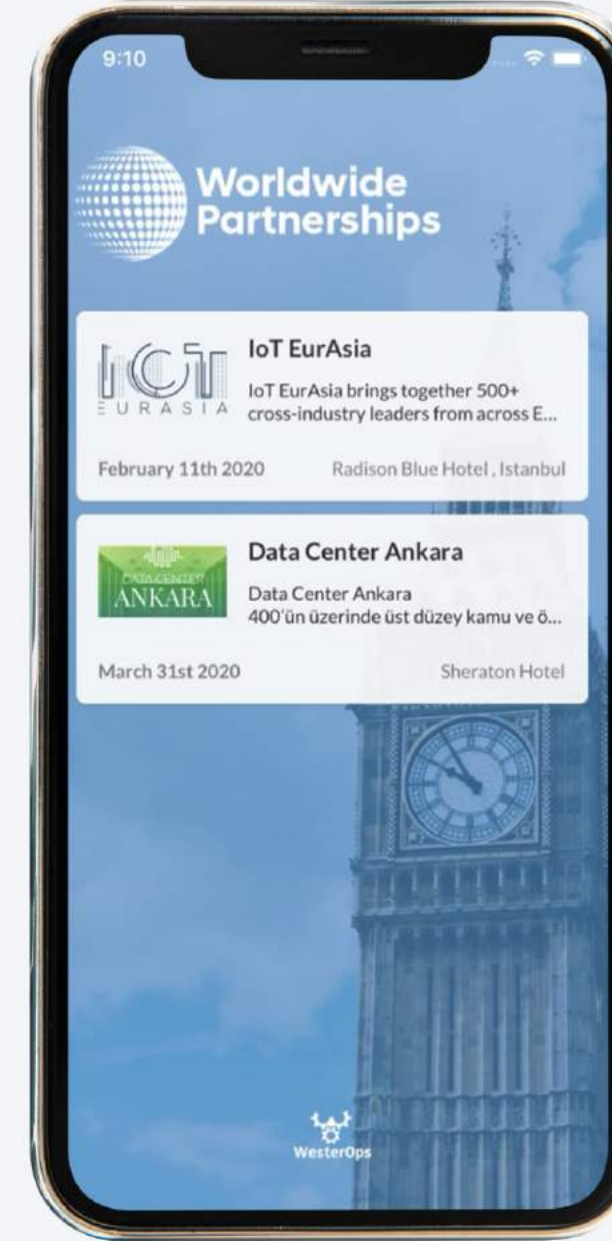 9:10
Worldwide
Partnerships
IOT
EURASIA
IoT EurAsia
IoT EurAsia brings together 500+
cross-industry leaders from across E...
February 11th 2020
Radison Blue Hotel , Istanbul
DATA CENTER
ANKARA
Data Center Ankara
Data Center Ankara
400'ün üzerinde üst düzey kamu ve ö...
March 31st 2020
Sheraton Hotel
WesterOps